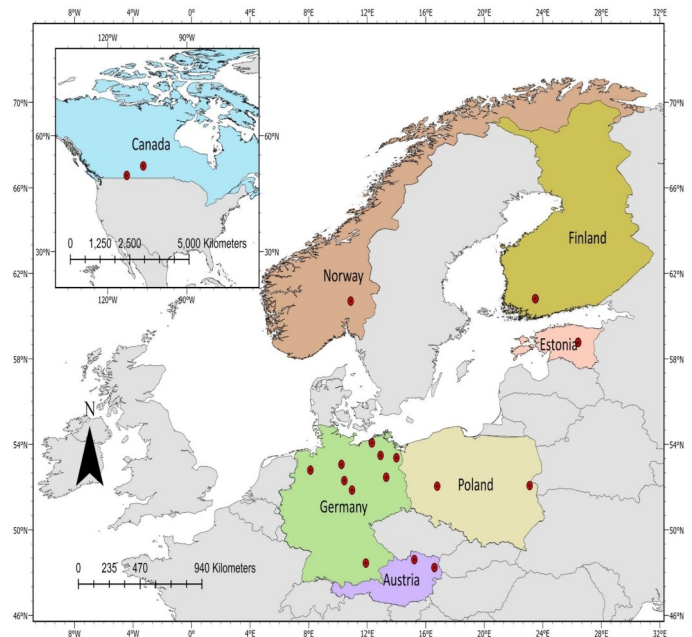 8°W 4°W 0° 4°E 8°E 12°E 16°E 20°E 24°E 28°E 32°E
120°W 90°W
70°N 70°N
60°N 60°N
Canada
66°N 66°N
30°N 30°N
0 1,250 2,500 5,000 Kilometers
Finland
62°N 62°N
Norway
120°W 90°W
Estonia
58°N 58°N
N
54°N 54°N
Germany
Poland
50°N 50°N
0 235 470 940 Kilometers
Austria
46°N 46°N
8°W 4°W 0° 4°E 8°E 12°E 16°E 20°E 24°E 28°E 32°E